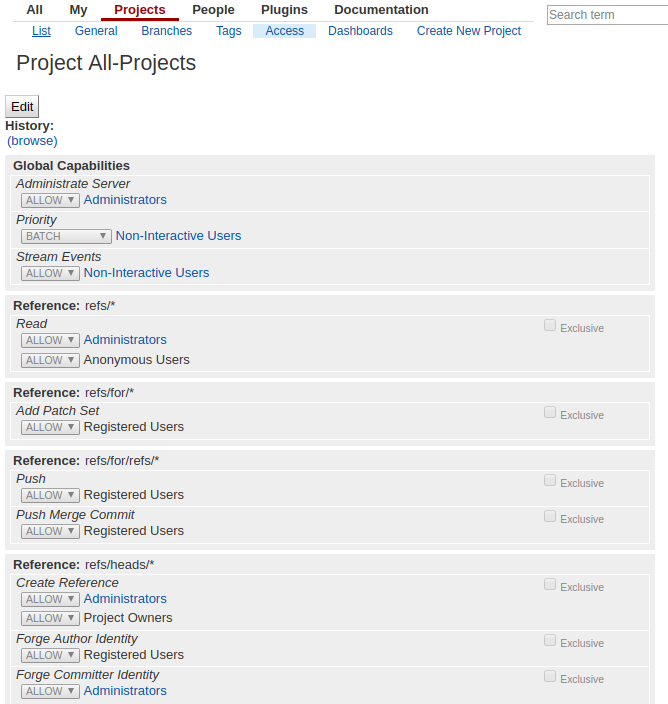 All My Projects People Plugins Documentation
Search term
List General Branches Tags Access Dashboards Create New Project
Project All-Projects
Edit
History:
(browse)
Global Capabilities
Administrate Server
ALLOW ▼ Administrators
Priority
BATCH ▼ Non-Interactive Users
Stream Events
ALLOW ▼ Non-Interactive Users
Reference: refs/*
Read Exclusive
ALLOW ▼ Administrators
ALLOW ▼ Anonymous Users
Reference: refs/for/*
Add Patch Set Exclusive
ALLOW ▼ Registered Users
Reference: refs/for/refs/*
Push Exclusive
ALLOW ▼ Registered Users
Push Merge Commit Exclusive
ALLOW ▼ Registered Users
Reference: refs/heads/*
Create Reference Exclusive
ALLOW ▼ Administrators
ALLOW ▼ Project Owners
Forge Author Identity Exclusive
ALLOW ▼ Registered Users
Forge Committer Identity Exclusive
ALLOW ▼ Administrators